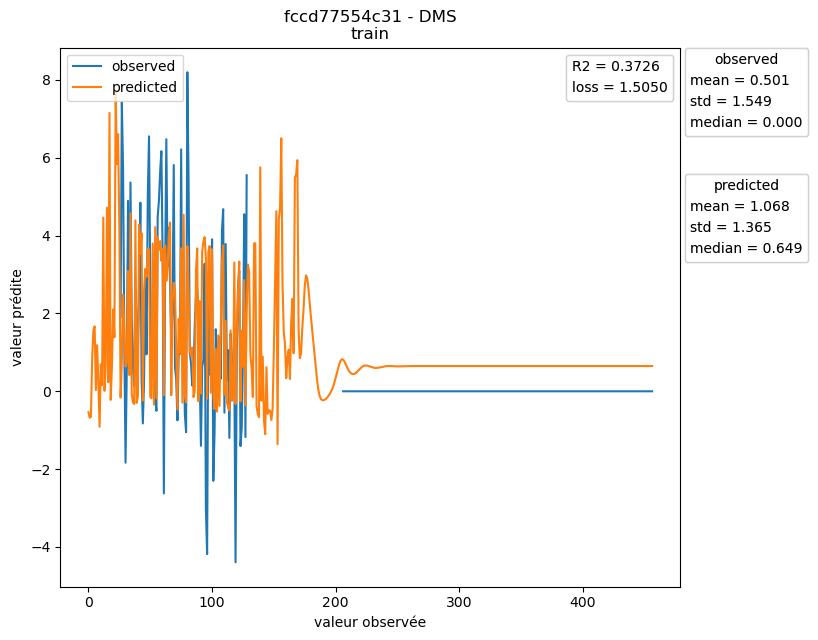 fccd77554c31 - DMS
train
observed
predicted
R2 = 0.3726
loss = 1.5050
observed
mean = 0.501
std = 1.549
median = 0.000
predicted
mean = 1.068
std = 1.365
median = 0.649
valeur prédite
8
6
4
2
0
−2
−4
0
100
200
300
400
valeur observée